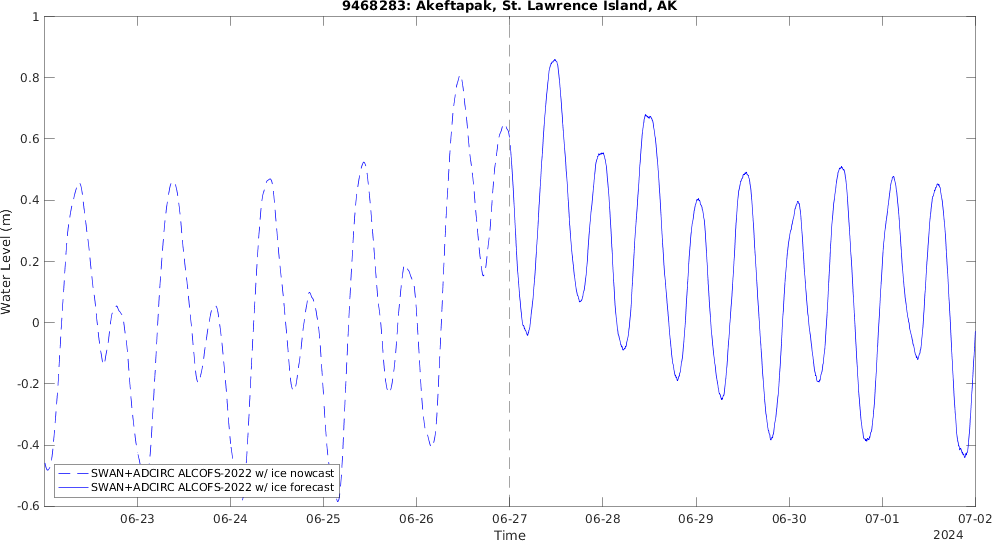 9468283: Akeftapak, St. Lawrence Island, AK
1
0.8
0.6
0.4
0.2
0
-0.2
-0.4
-0.6
Water Level (m)
SWAN+ADCIRC ALCOFS-2022 w/ ice nowcast
SWAN+ADCIRC ALCOFS-2022 w/ ice forecast
06-23 06-24 06-25 06-26 06-27 06-28 06-29 06-30 07-01 07-02
Time
2024